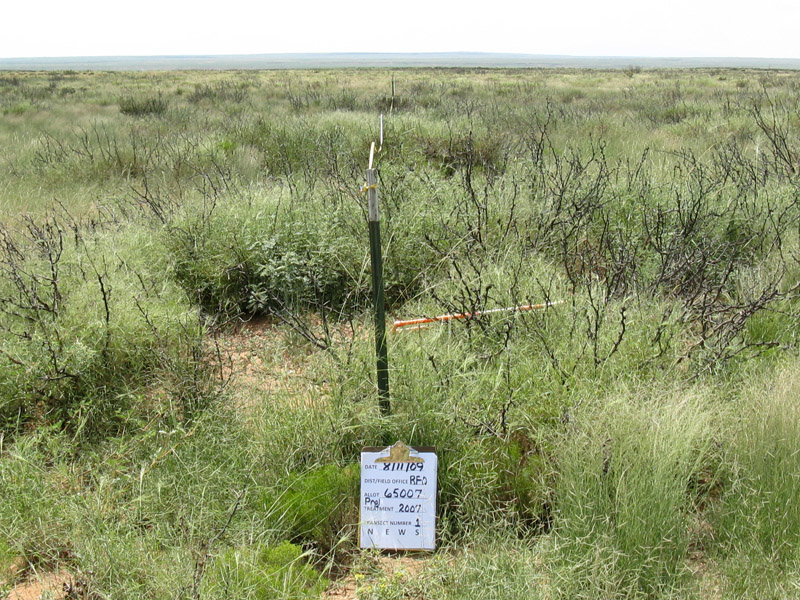 DATE 8/11/09
DIST/FIELD OFFICE RFO
ALLOT 65007
Proj
TREATMENT 2007
TRANSECT NUMBER 1
N E W S